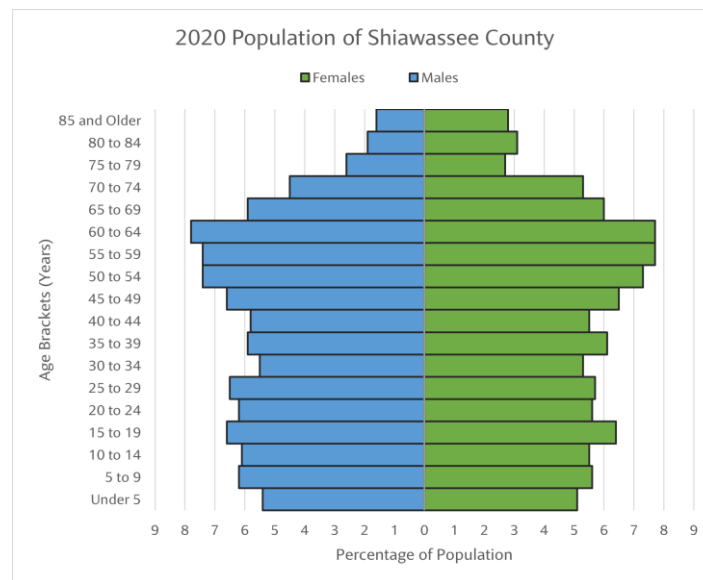 2020 Population of Shiawassee County
Females Males
Age Brackets (Years)
85 and Older
80 to 84
75 to 79
70 to 74
65 to 69
60 to 64
55 to 59
50 to 54
45 to 49
40 to 44
35 to 39
30 to 34
25 to 29
20 to 24
15 to 19
10 to 14
5 to 9
Under 5
9 8 7 6 5 4 3 2 1 0 1 2 3 4 5 6 7 8 9
Percentage of Population